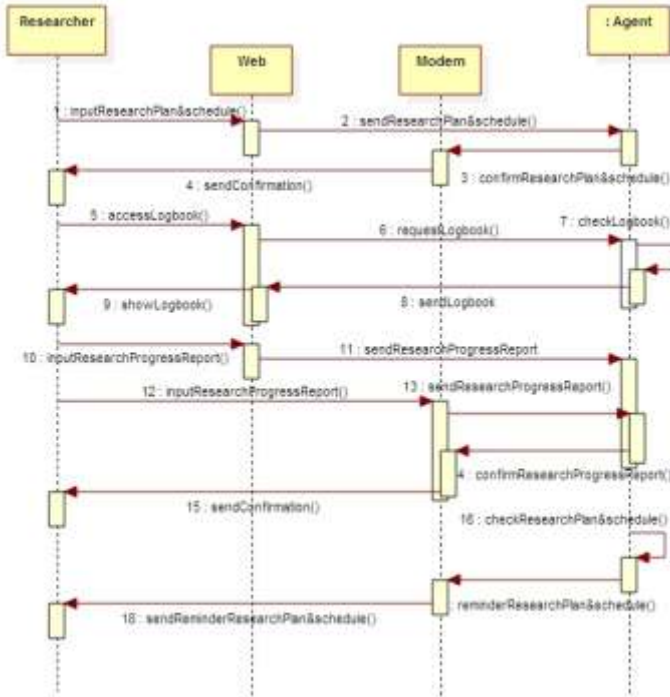 Researcher
: Agent
Web
Modem
1 : inputResearchPlan&schedule()
2 : sendResearchPlan&schedule()
3 : confirmResearchPlan&schedule()
4 : sendConfirmation()
5 : accessLogbook()
6 : requestLogbook()
7 : checkLogbook()
8 : sendLogbook
9 : showLogbook()
10 : inputResearchProgressReport()
11 : sendResearchProgressReport
12 : inputResearchProgressReport()
13 : sendResearchProgressReport()
4 : confirmResearchProgressReport()
15 : sendConfirmation()
16 : checkResearchPlan&schedule()
: reminderResearchPlan&schedule()
18 : sendReminderResearchPlan&schedule()